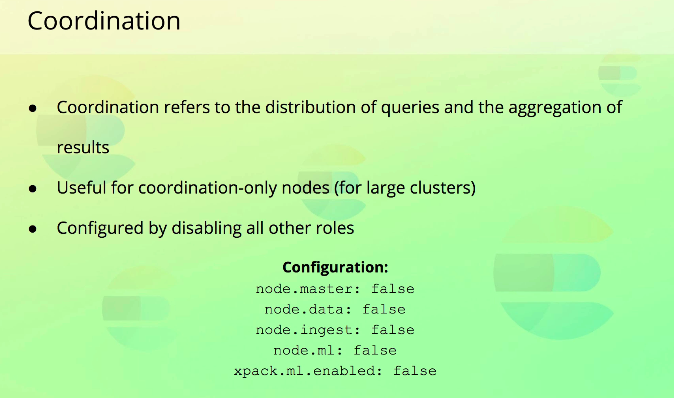 Coordination
● Coordination refers to the distribution of queries and the aggregation of
results
● Useful for coordination-only nodes (for large clusters)
● Configured by disabling all other roles
Configuration:
node.master: false
node.data: false
node.ingest: false
node.ml: false
xpack.ml.enabled: false